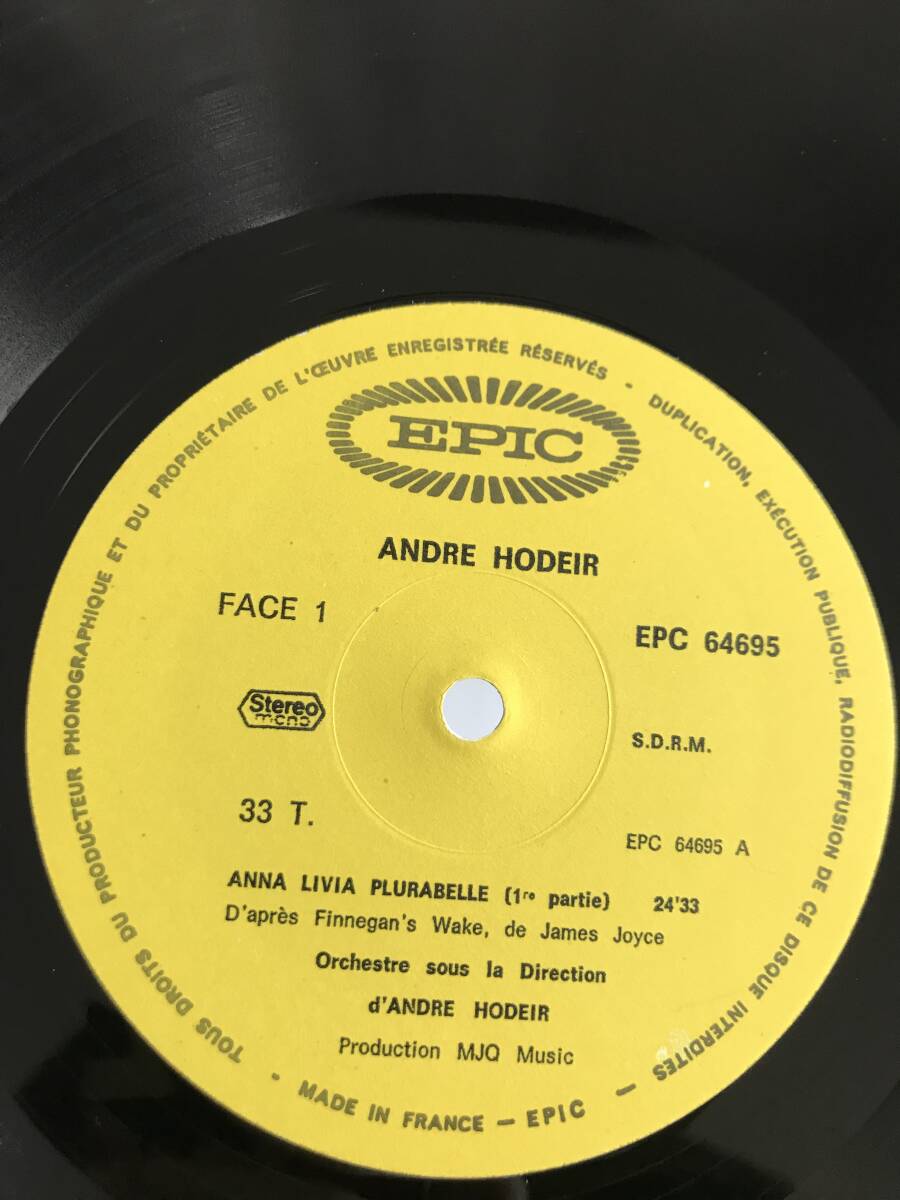 TOUS DROITS DU PRODUCTEUR PHONOGRAPHIQUE ET DU PROPRIÉTAIRE DE L'ŒUVRE ENREGISTRÉE RÉSERVÉS - DUPLICATION, EXÉCUTION PUBLIQUE, RADIODIFFUSION DE CE DISQUE INTERDITES -
EPIC
ANDRE HODEIR
FACE 1
EPC 64695
Stereo
mono
S.D.R.M.
33 T.
EPC 64695 A
ANNA LIVIA PLURABELLE (1re partie) 24'33
D'après Finnegan's Wake, de James Joyce
Orchestre sous la Direction
d'ANDRE HODEIR
Production MJQ Music
- MADE IN FRANCE - EPIC